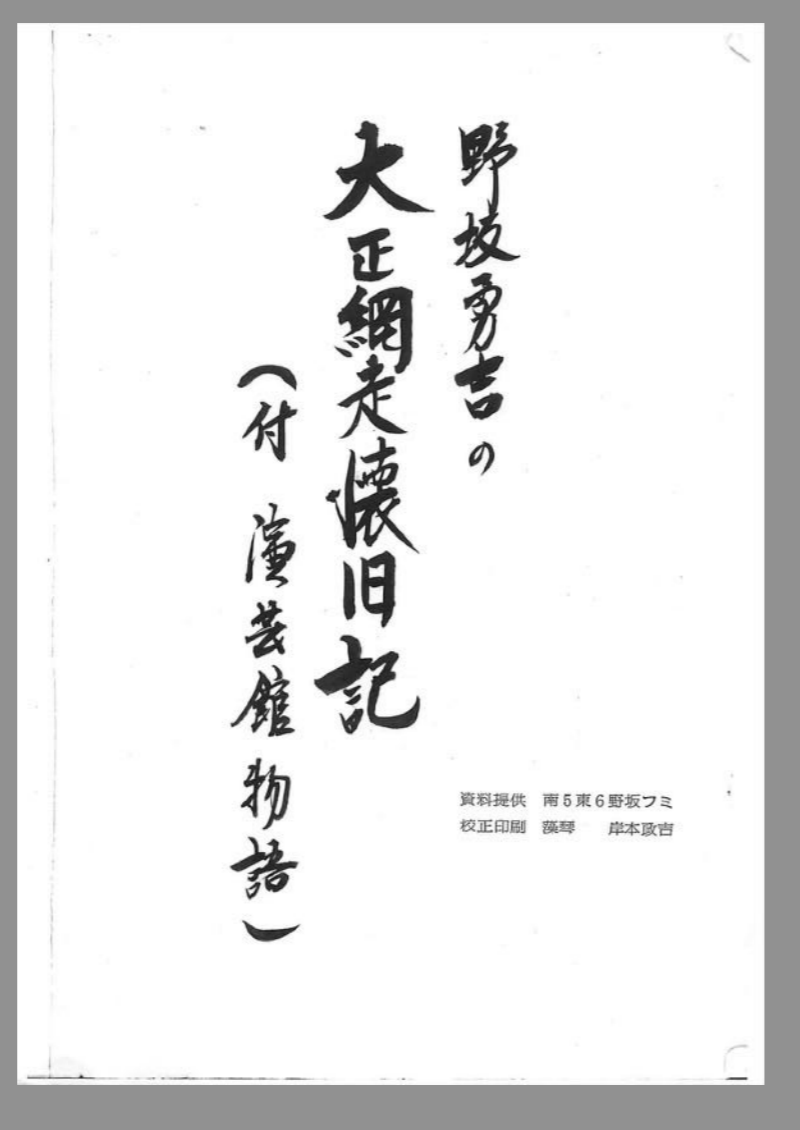 野坂勇吉の
大正網走懐旧記
（付 演芸館物語）
資料提供 南5東6野坂フミ
校正印刷 藻琴 岸本政吉